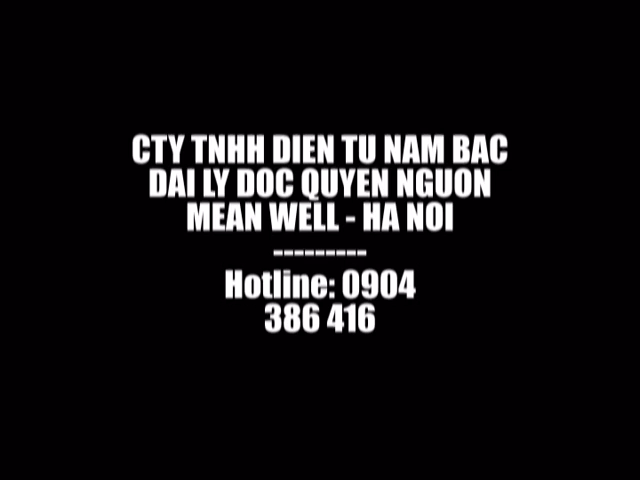 CTY TNHH DIEN TU NAM BAC
DAI LY DOC QUYEN NGUON
MEAN WELL - HA NOI
---------
Hotline: 0904
386 416